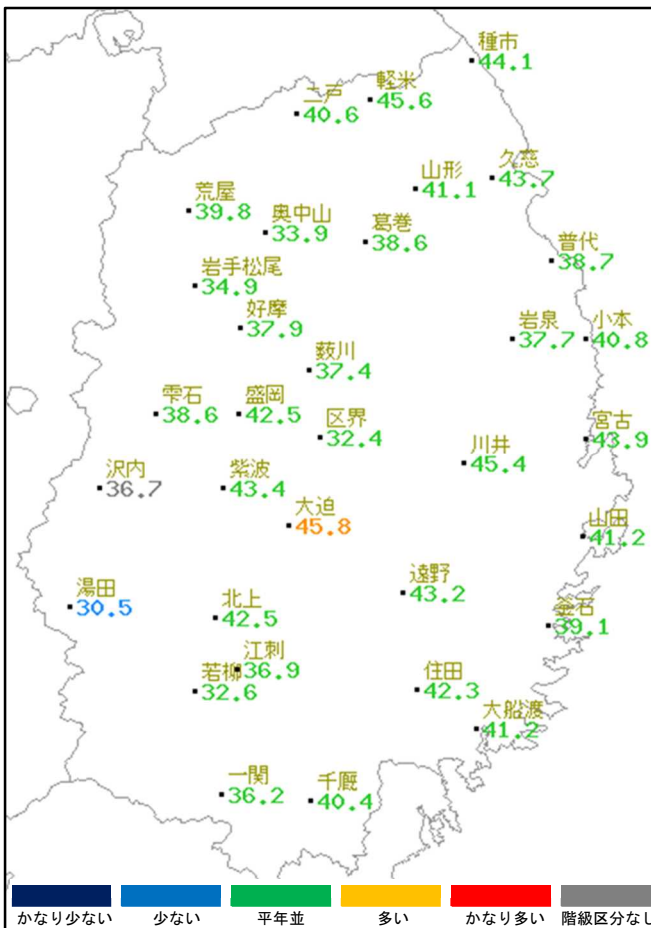 種市
44.1
軽米
45.6
二戸
40.6
久慈
43.7
山形
41.1
荒屋
39.8
奥中山
33.9
葛巻
38.6
普代
38.7
岩手松尾
34.9
好摩
37.9
岩泉
37.7
小本
40.8
薮川
37.4
雫石
38.6
盛岡
42.5
区界
32.4
宮古
43.9
川井
45.4
沢内
36.7
紫波
43.4
大迫
45.8
山田
41.2
遠野
43.2
湯田
30.5
北上
42.5
釜石
39.1
江刺
36.9
若柳
32.6
住田
42.3
大船渡
41.2
一関
36.2
千厩
40.4
かなり少ない
少ない
平年並
多い
かなり多い
階級区分なし